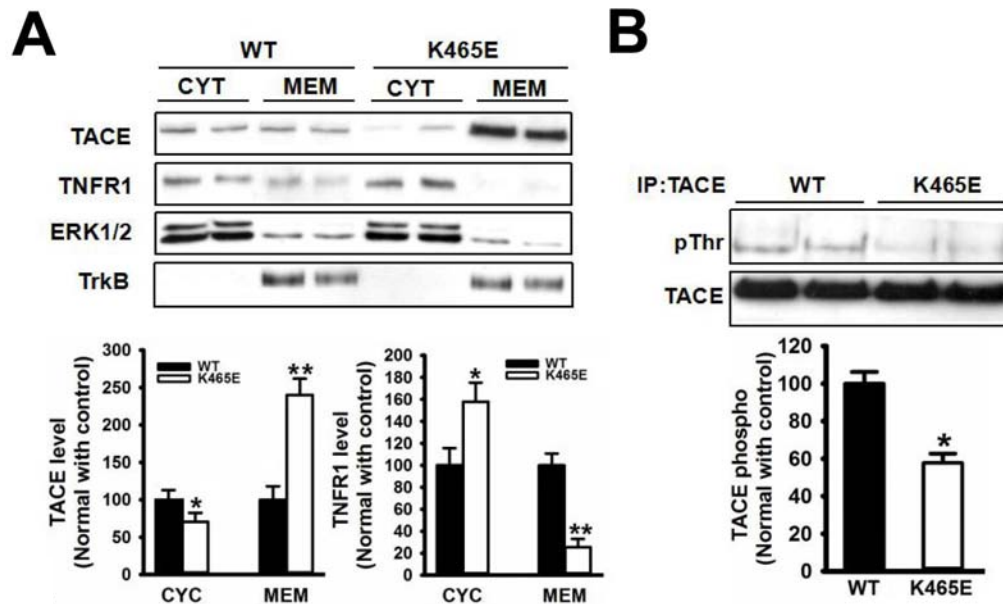 A
WT K465E
CYT MEM CYT MEM
TACE
TNFR1
ERK1/2
TrkB
TACE level
(Normal with control)
300
250
200
150
100
50
0
WT
K465E
*
**
CYC MEM
TNFR1 level
(Normal with control)
200
180
160
140
120
100
80
60
40
20
0
WT
K465E
*
**
CYC MEM
B
IP:TACE WT K465E
pThr
TACE
TACE phospho
(Normal with control)
120
100
80
60
40
20
0
*
WT K465E